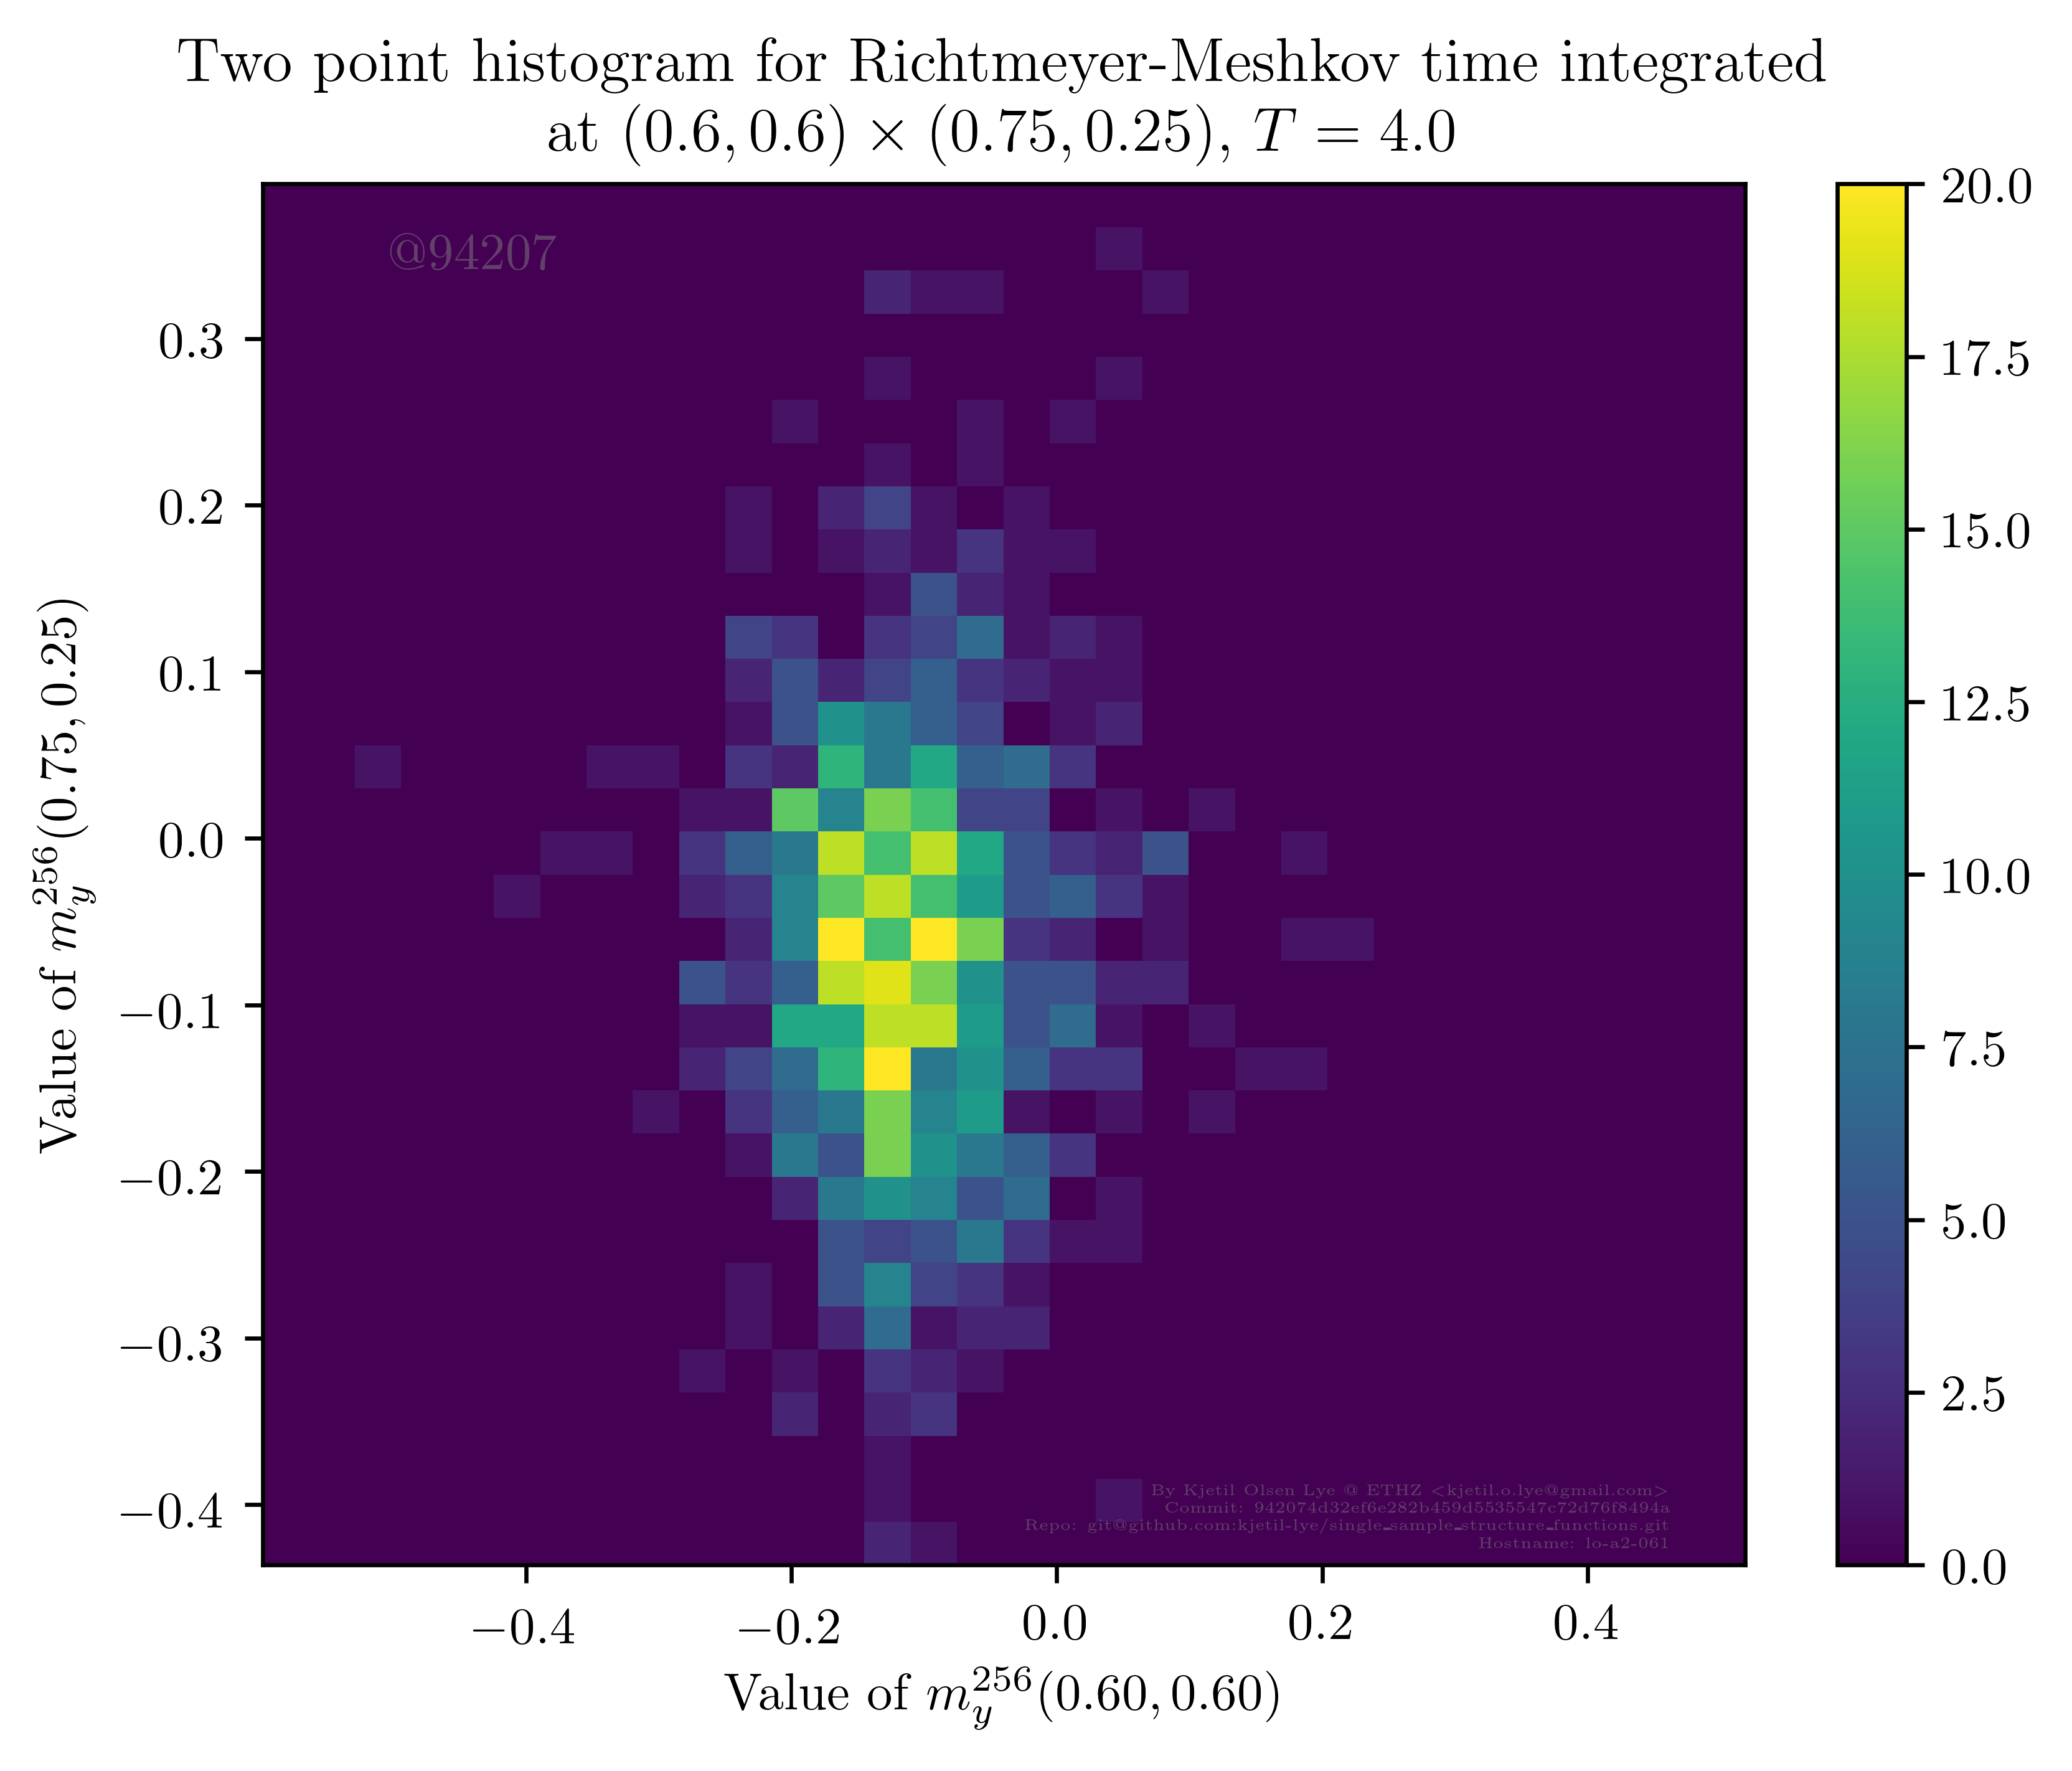 Two point histogram for Richtmeyer-Meshkov time integrated
at (0.6, 0.6) × (0.75, 0.25), T = 4.0
@94207
20.0
17.5
15.0
12.5
10.0
7.5
5.0
2.5
0.0
0.3
0.2
0.1
0.0
−0.1
−0.2
−0.3
−0.4
Value of m_y^256(0.75, 0.25)
By Kjetil Olsen Lye @ ETHZ <kjetil.o.lye@gmail.com>
Commit: 942074d32ef6e282b459d5535547c72d76f8494a
Repo: git@github.com:kjetil-lye/single_sample_structure_functions.git
Hostname: lo-a2-061
−0.4 −0.2 0.0 0.2 0.4
Value of m_y^256(0.60, 0.60)